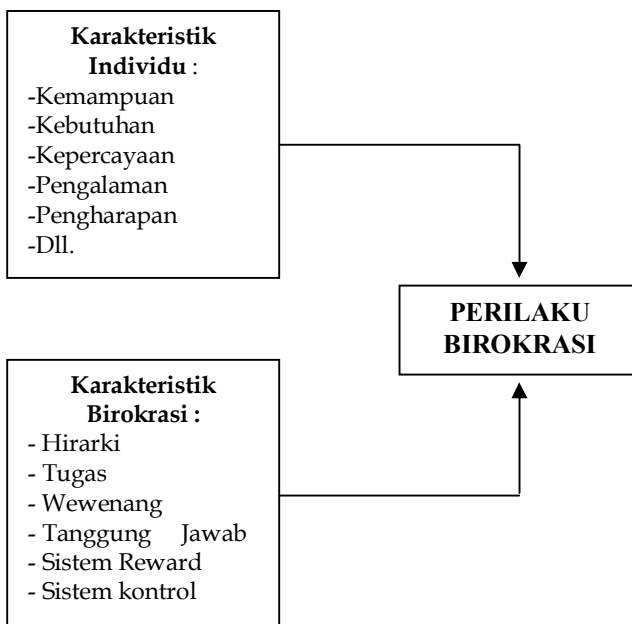 Karakteristik
Individu :
-Kemampuan
-Kebutuhan
-Kepercayaan
-Pengalaman
-Pengharapan
-Dll.
PERILAKU
BIROKRASI
Karakteristik
Birokrasi :
- Hirarki
- Tugas
- Wewenang
- Tanggung Jawab
- Sistem Reward
- Sistem kontrol